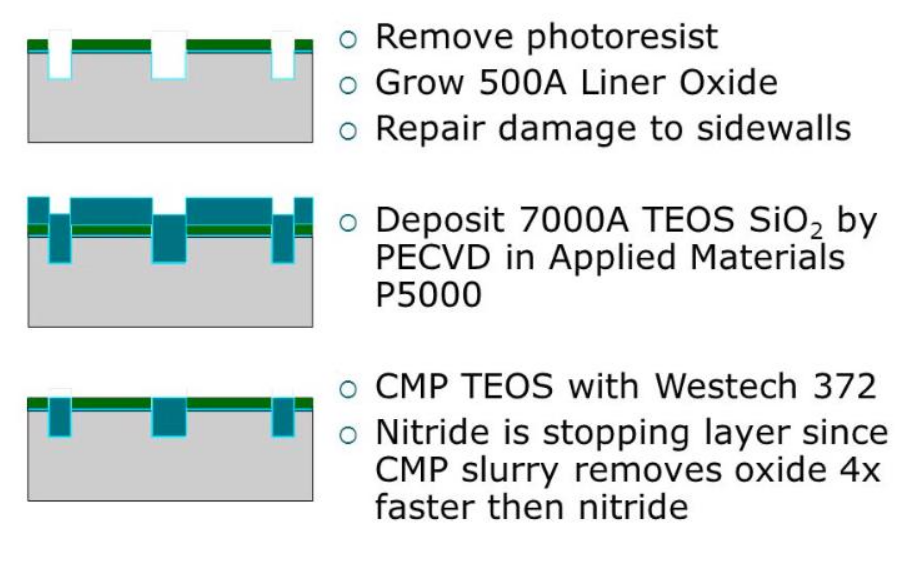 Remove photoresist
Grow 500A Liner Oxide
Repair damage to sidewalls
Deposit 7000A TEOS SiO₂ by
PECVD in Applied Materials
P5000
CMP TEOS with Westech 372
Nitride is stopping layer since
CMP slurry removes oxide 4x
faster then nitride